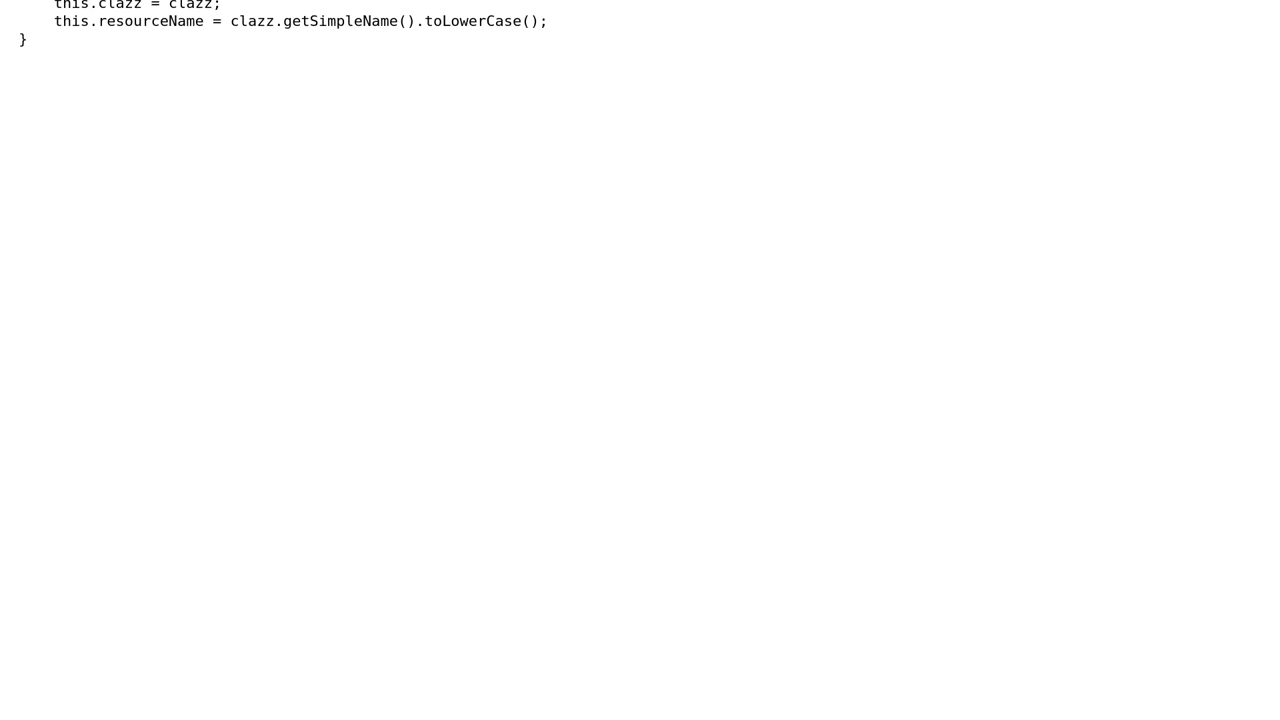 this.clazz = clazz;
this.resourceName = clazz.getSimpleName().toLowerCase();
}